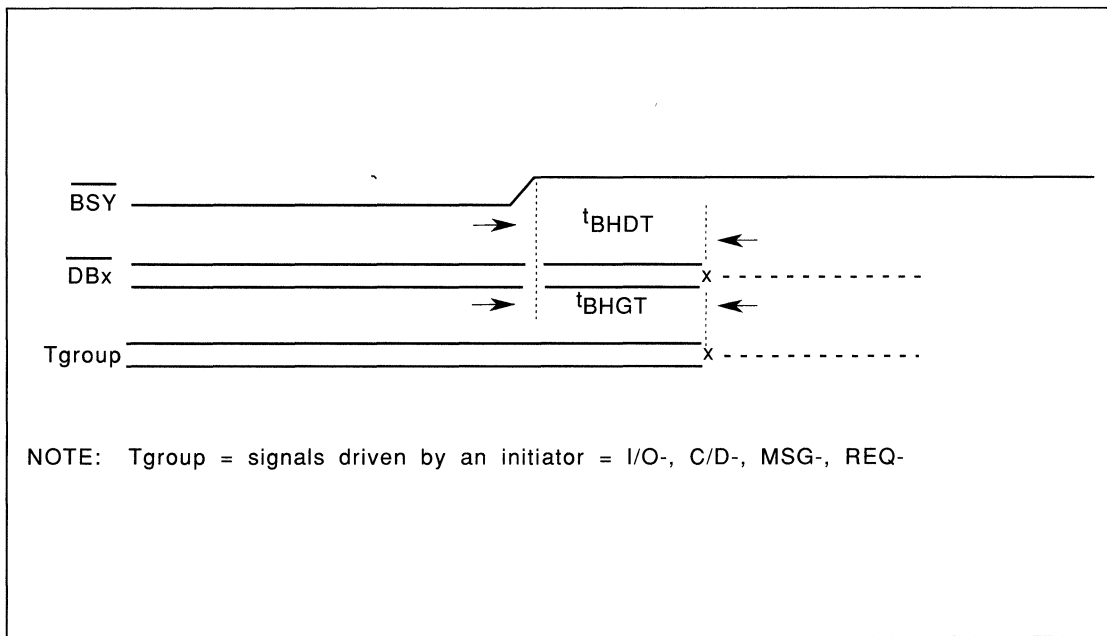 BSY
tBHDT
DBx
x
tBHGT
Tgroup
x
NOTE: Tgroup = signals driven by an initiator = I/O-, C/D-, MSG-, REQ-